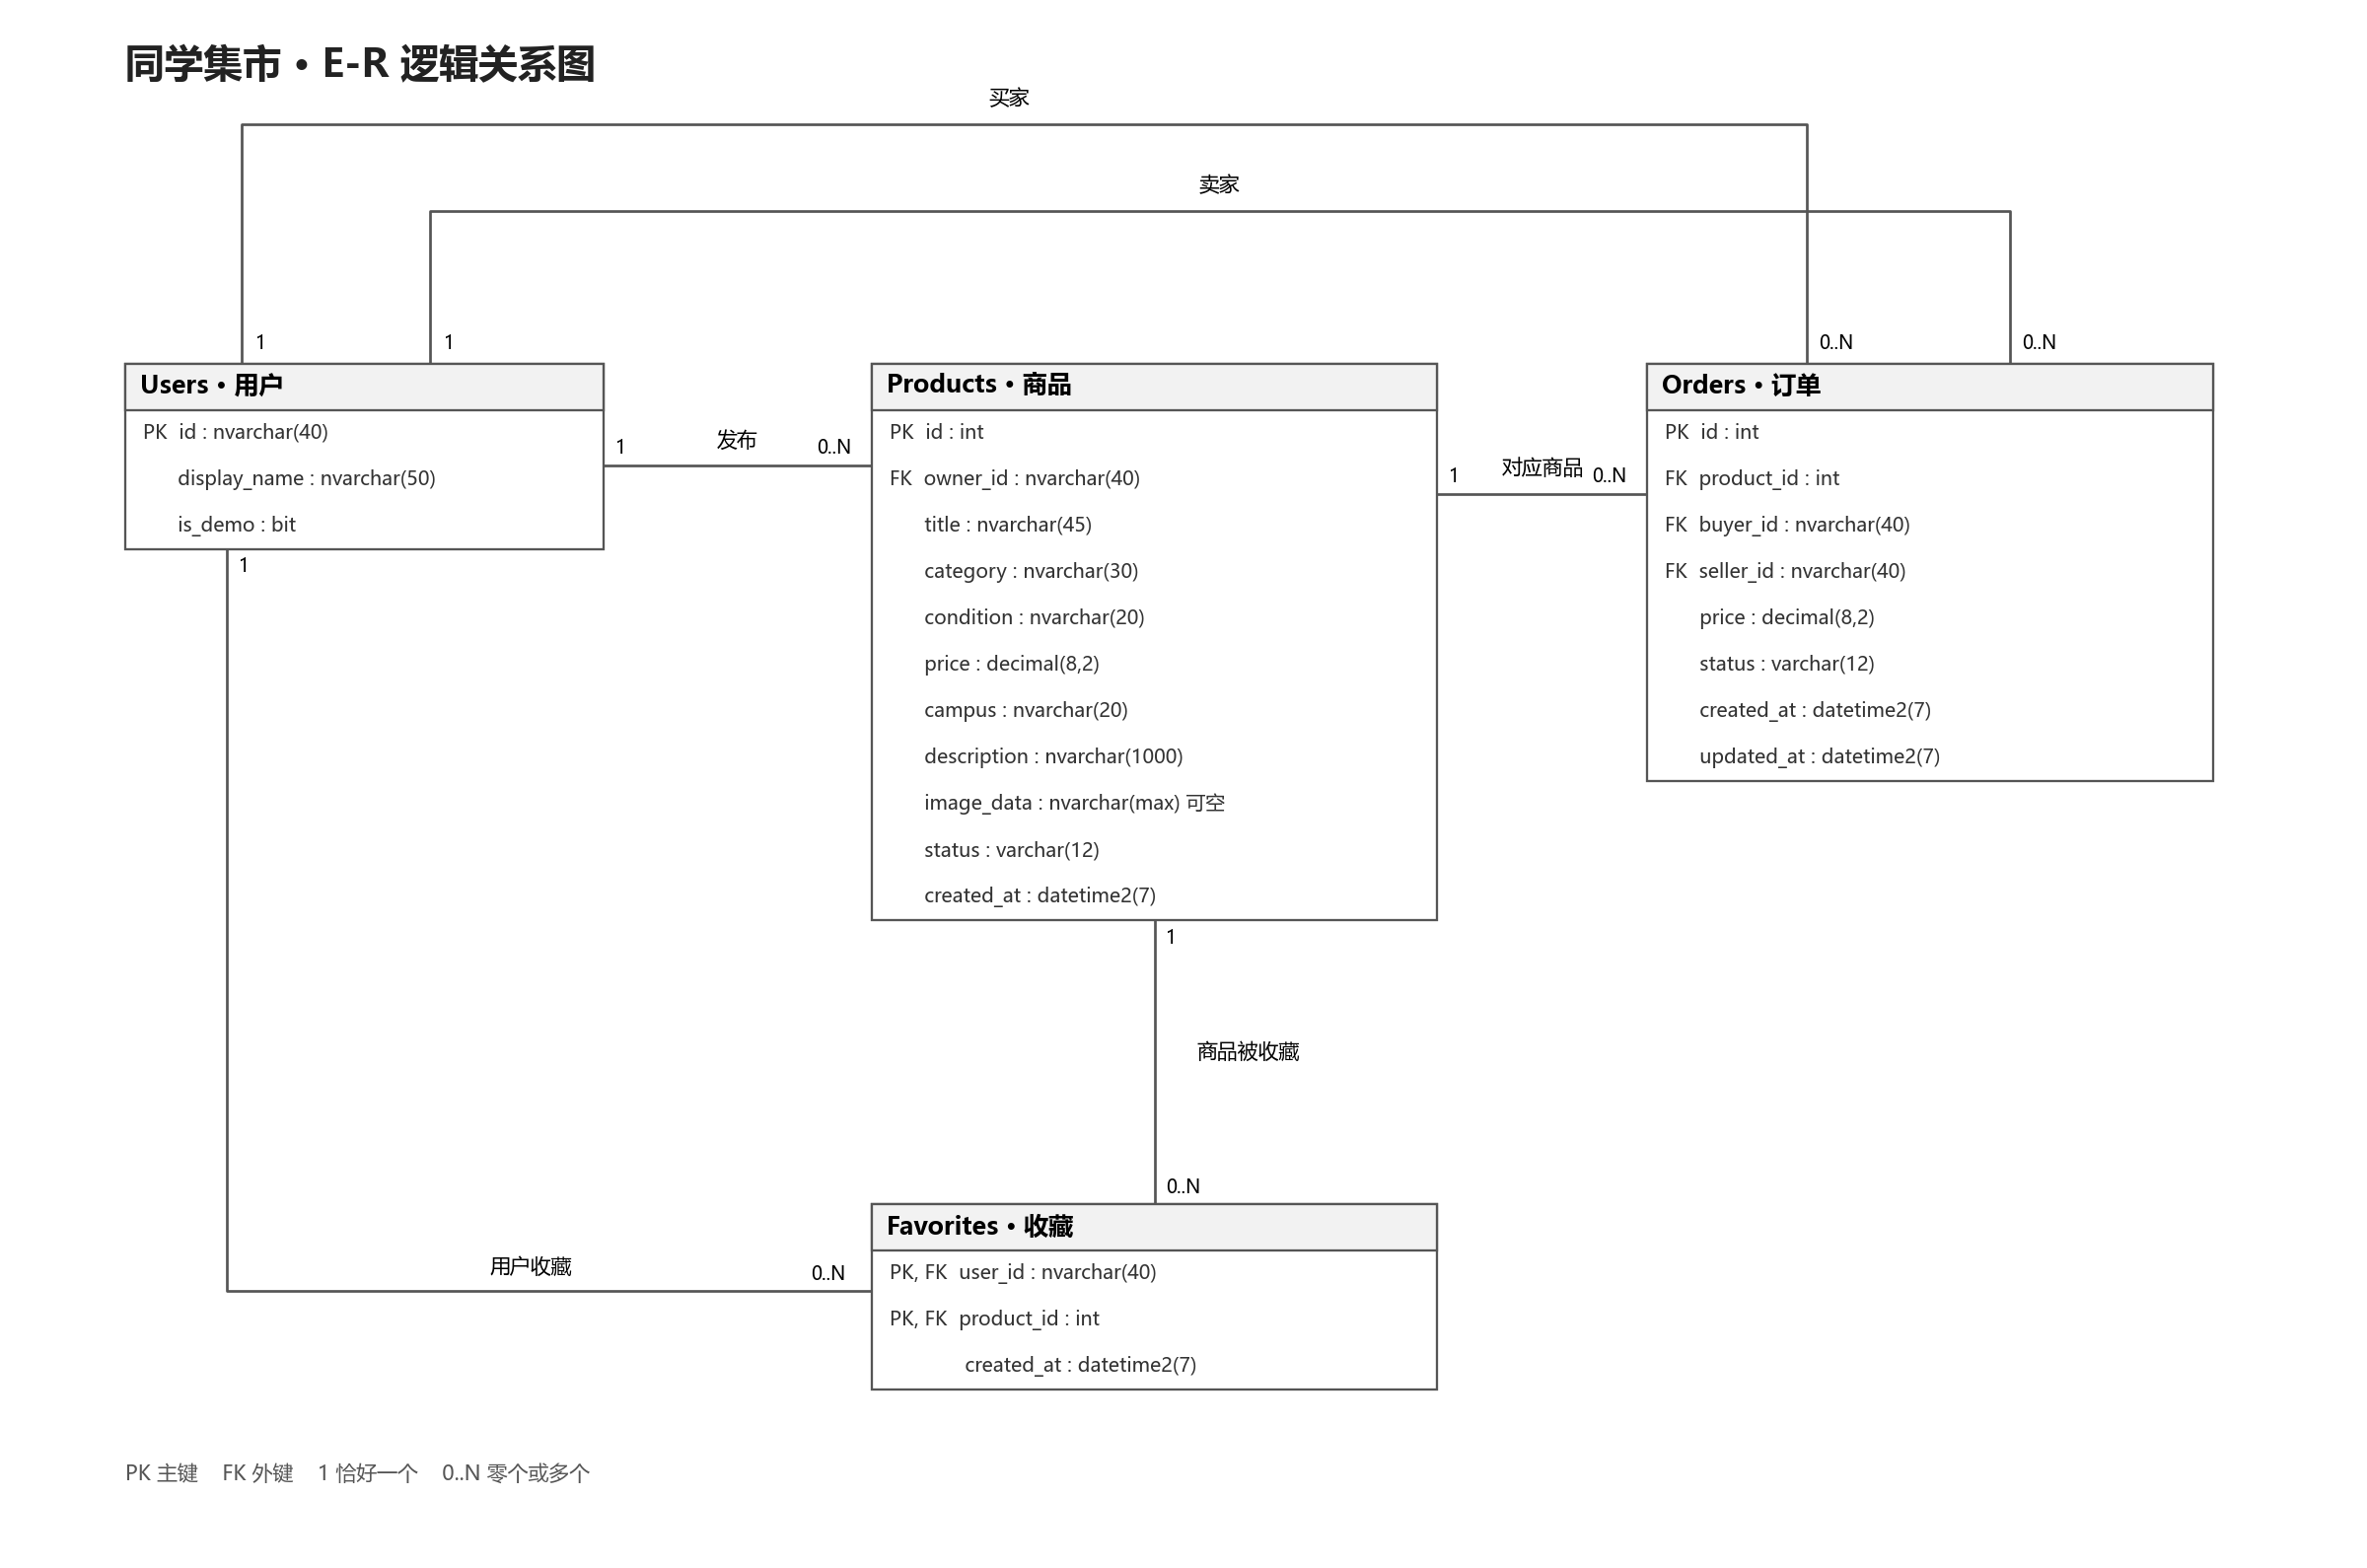 同学集市 • E-R 逻辑关系图
买家
卖家
1
1
0..N
0..N
Users • 用户
PK id : nvarchar(40)
display_name : nvarchar(50)
is_demo : bit
1
发布
0..N
Products • 商品
PK id : int
FK owner_id : nvarchar(40)
title : nvarchar(45)
category : nvarchar(30)
condition : nvarchar(20)
price : decimal(8,2)
campus : nvarchar(20)
description : nvarchar(1000)
image_data : nvarchar(max) 可空
status : varchar(12)
created_at : datetime2(7)
1
对应商品
0..N
Orders • 订单
PK id : int
FK product_id : int
FK buyer_id : nvarchar(40)
FK seller_id : nvarchar(40)
price : decimal(8,2)
status : varchar(12)
created_at : datetime2(7)
updated_at : datetime2(7)
1
1
商品被收藏
0..N
用户收藏
0..N
Favorites • 收藏
PK, FK user_id : nvarchar(40)
PK, FK product_id : int
created_at : datetime2(7)
PK 主键 FK 外键 1 恰好一个 0..N 零个或多个